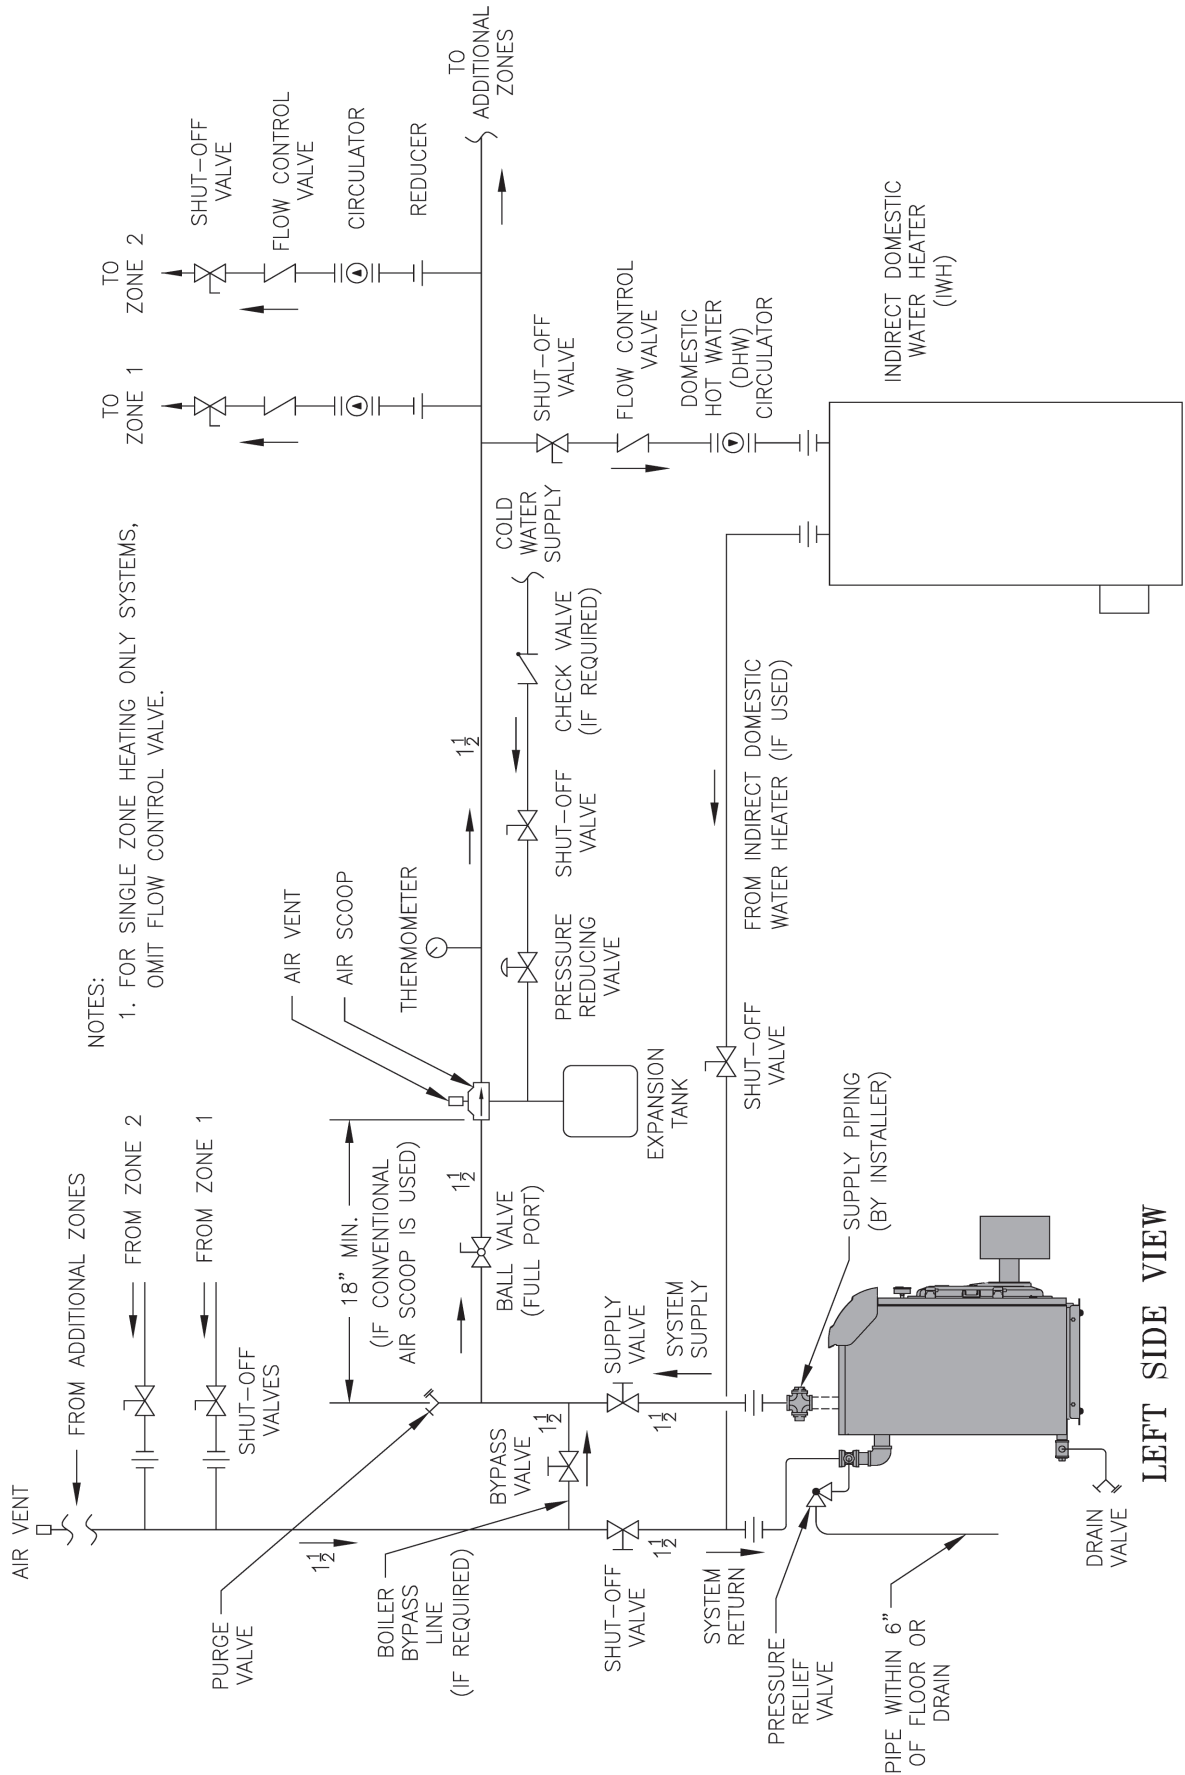 NOTES:
1. FOR SINGLE ZONE HEATING ONLY SYSTEMS,
OMIT FLOW CONTROL VALVE.
AIR VENT
FROM ADDITIONAL ZONES
FROM ZONE 2
FROM ZONE 1
SHUT-OFF
VALVES
PURGE
VALVE
1 1/2
18" MIN.
(IF CONVENTIONAL
AIR SCOOP IS USED)
AIR VENT
AIR SCOOP
THERMOMETER
TO
ZONE 1
TO
ZONE 2
SHUT-OFF
VALVE
FLOW CONTROL
VALVE
CIRCULATOR
REDUCER
TO
ADDITIONAL
ZONES
1 1/2
1 1/2
BALL VALVE
(FULL PORT)
BOILER
BYPASS
LINE
(IF REQUIRED)
BYPASS
VALVE
1 1/2
EXPANSION
TANK
PRESSURE
REDUCING
VALVE
SHUT-OFF
VALVE
CHECK VALVE
(IF REQUIRED)
COLD
WATER
SUPPLY
SHUT-OFF
VALVE
FLOW CONTROL
VALVE
DOMESTIC
HOT WATER
(DHW)
CIRCULATOR
INDIRECT DOMESTIC
WATER HEATER
(IWH)
SHUT-OFF
VALVE
1 1/2
SUPPLY
VALVE
1 1/2
SYSTEM
SUPPLY
SYSTEM
RETURN
SHUT-OFF
VALVE
FROM INDIRECT DOMESTIC
WATER HEATER (IF USED)
SUPPLY PIPING
(BY INSTALLER)
PRESSURE
RELIEF
VALVE
PIPE WITHIN 6"
OF FLOOR OR
DRAIN
DRAIN
VALVE
LEFT SIDE VIEW